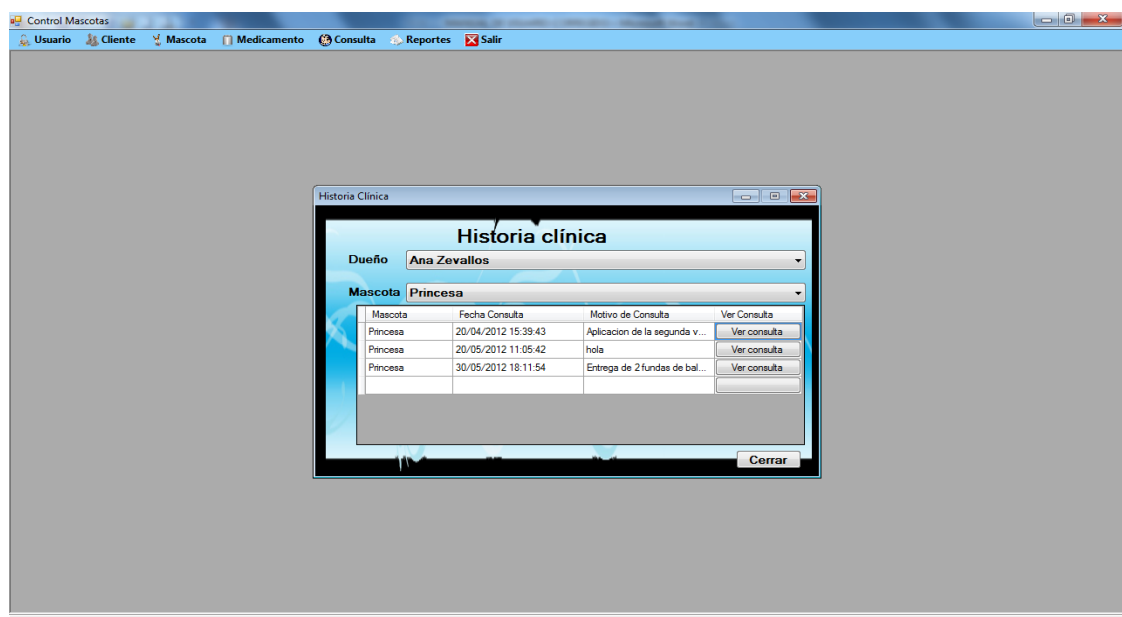 Control Mascotas
Usuario Cliente Mascota Medicamento Consulta Reportes Salir
Historia Clínica
Historia clínica
Dueño Ana Zevallos
Mascota Princesa
Mascota Fecha Consulta Motivo de Consulta Ver Consulta
Princesa 20/04/2012 15:39:43 Aplicacion de la segunda v... Ver consulta
Princesa 20/05/2012 11:05:42 hola Ver consulta
Princesa 30/05/2012 18:11:54 Entrega de 2 fundas de bal... Ver consulta
Cerrar